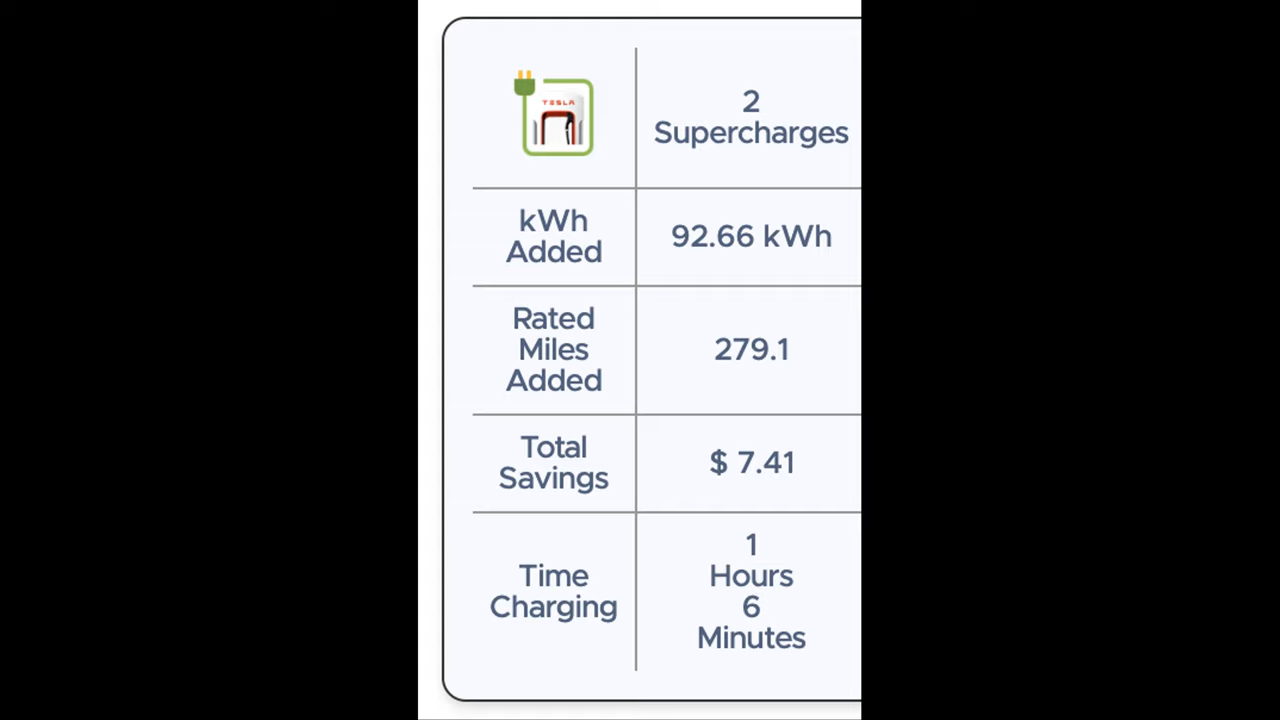 TESLA
2
Supercharges
kWh
Added
92.66 kWh
Rated
Miles
Added
279.1
Total
Savings
$ 7.41
Time
Charging
1
Hours
6
Minutes